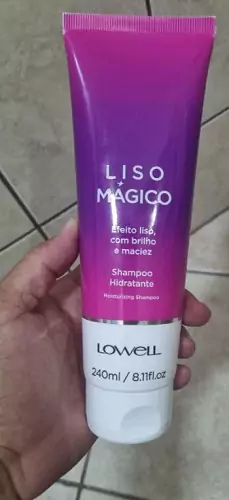 LISO
+
MÁGICO
Efeito liso,
com brilho
e maciez
Shampoo
Hidratante
Moisturizing Shampoo
LOWELL
240ml / 8.11fl.oz